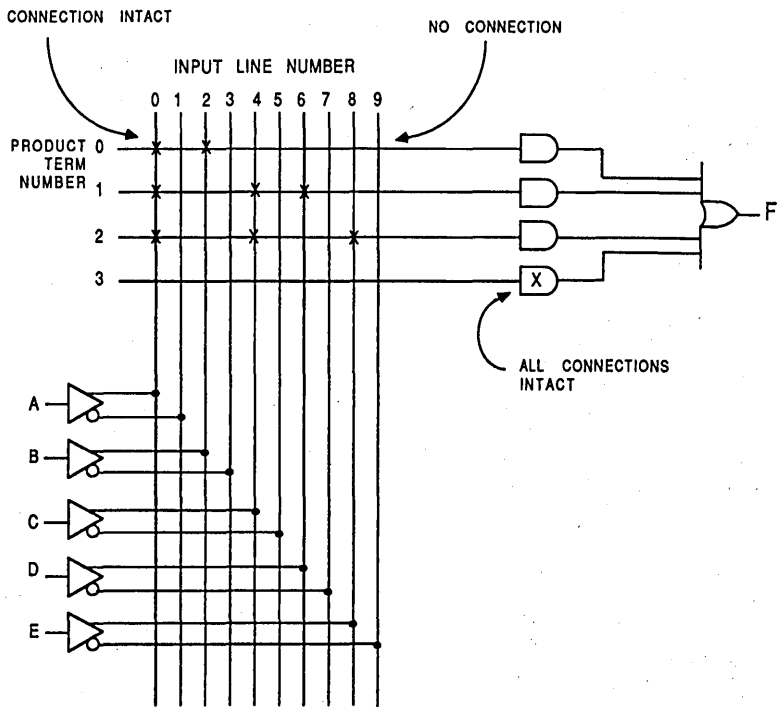 CONNECTION INTACT
NO CONNECTION
INPUT LINE NUMBER
0 1 2 3 4 5 6 7 8 9
PRODUCT 0
TERM
NUMBER 1
2
3
X
F
ALL CONNECTIONS
INTACT
A
B
C
D
E